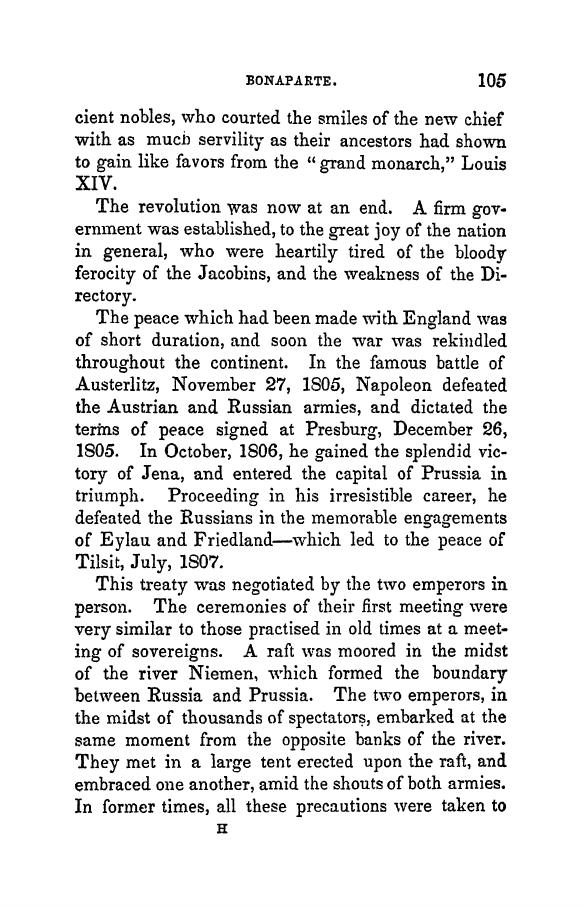 BONAPARTE. 105
cient nobles, who courted the smiles of the new chief
with as much servility as their ancestors had shown
to gain like favors from the “grand monarch,” Louis
XIV.
The revolution was now at an end. A firm gov-
ernment was established, to the great joy of the nation
in general, who were heartily tired of the bloody
ferocity of the Jacobins, and the weakness of the Di-
rectory.
The peace which had been made with England was
of short duration, and soon the war was rekindled
throughout the continent. In the famous battle of
Austerlitz, November 27, 1805, Napoleon defeated
the Austrian and Russian armies, and dictated the
terms of peace signed at Presburg, December 26,
1805. In October, 1806, he gained the splendid vic-
tory of Jena, and entered the capital of Prussia in
triumph. Proceeding in his irresistible career, he
defeated the Russians in the memorable engagements
of Eylau and Friedland—which led to the peace of
Tilsit, July, 1807.
This treaty was negotiated by the two emperors in
person. The ceremonies of their first meeting were
very similar to those practised in old times at a meet-
ing of sovereigns. A raft was moored in the midst
of the river Niemen, which formed the boundary
between Russia and Prussia. The two emperors, in
the midst of thousands of spectators, embarked at the
same moment from the opposite banks of the river.
They met in a large tent erected upon the raft, and
embraced one another, amid the shouts of both armies.
In former times, all these precautions were taken to
H